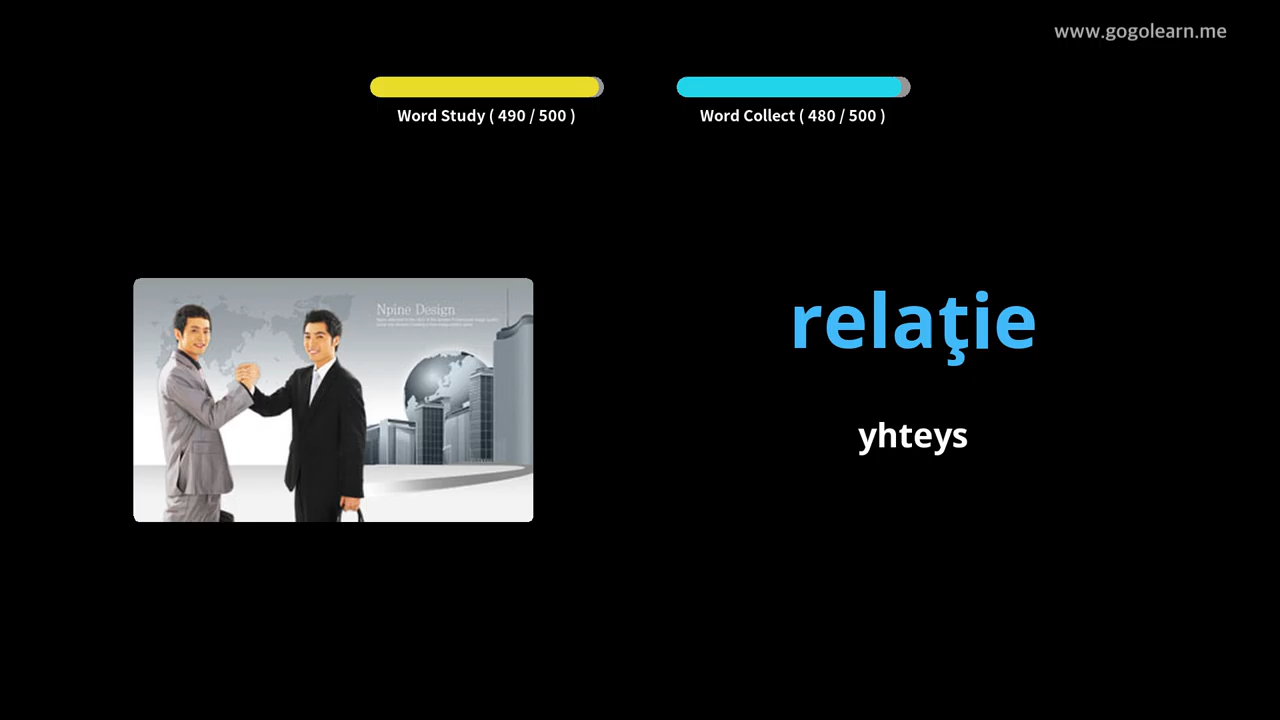 www.gogolearn.me
Word Study ( 490 / 500 )
Word Collect ( 480 / 500 )
Npine Design
relaţie
yhteys